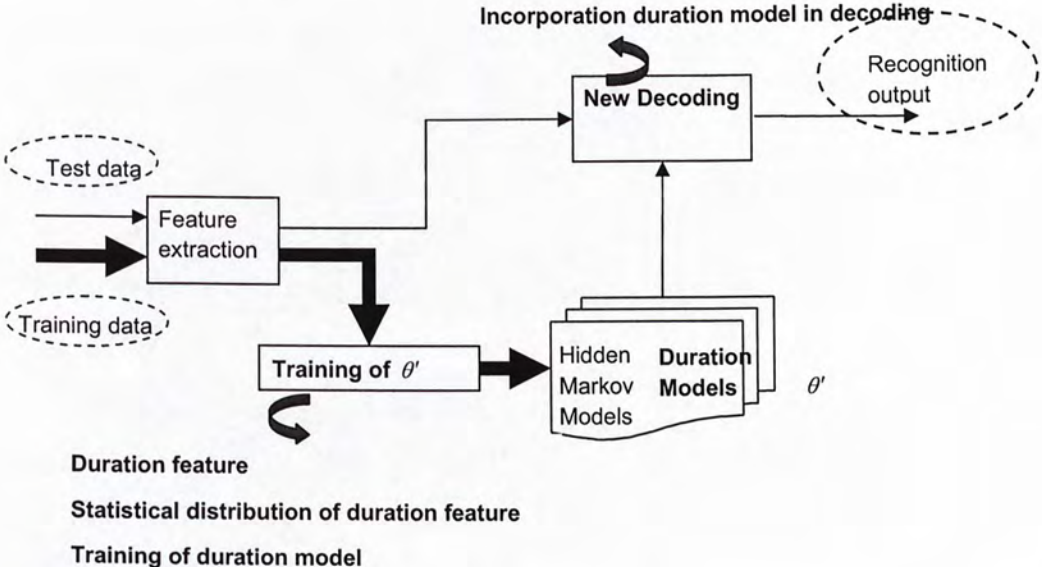 Incorporation duration model in decoding
Recognition
output
New Decoding
Test data
Feature
extraction
Training data
Training of θ′
Hidden
Markov
Models
Duration
Models
θ′
Duration feature
Statistical distribution of duration feature
Training of duration model